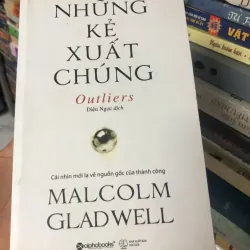 NHỮNG
KẺ
XUẤT
CHÚNG
Outliers
Diệu Ngọc dịch
Cái nhìn mới lạ về nguồn gốc của thành công
MALCOLM
GLADWELL
alphabooks
VẬT